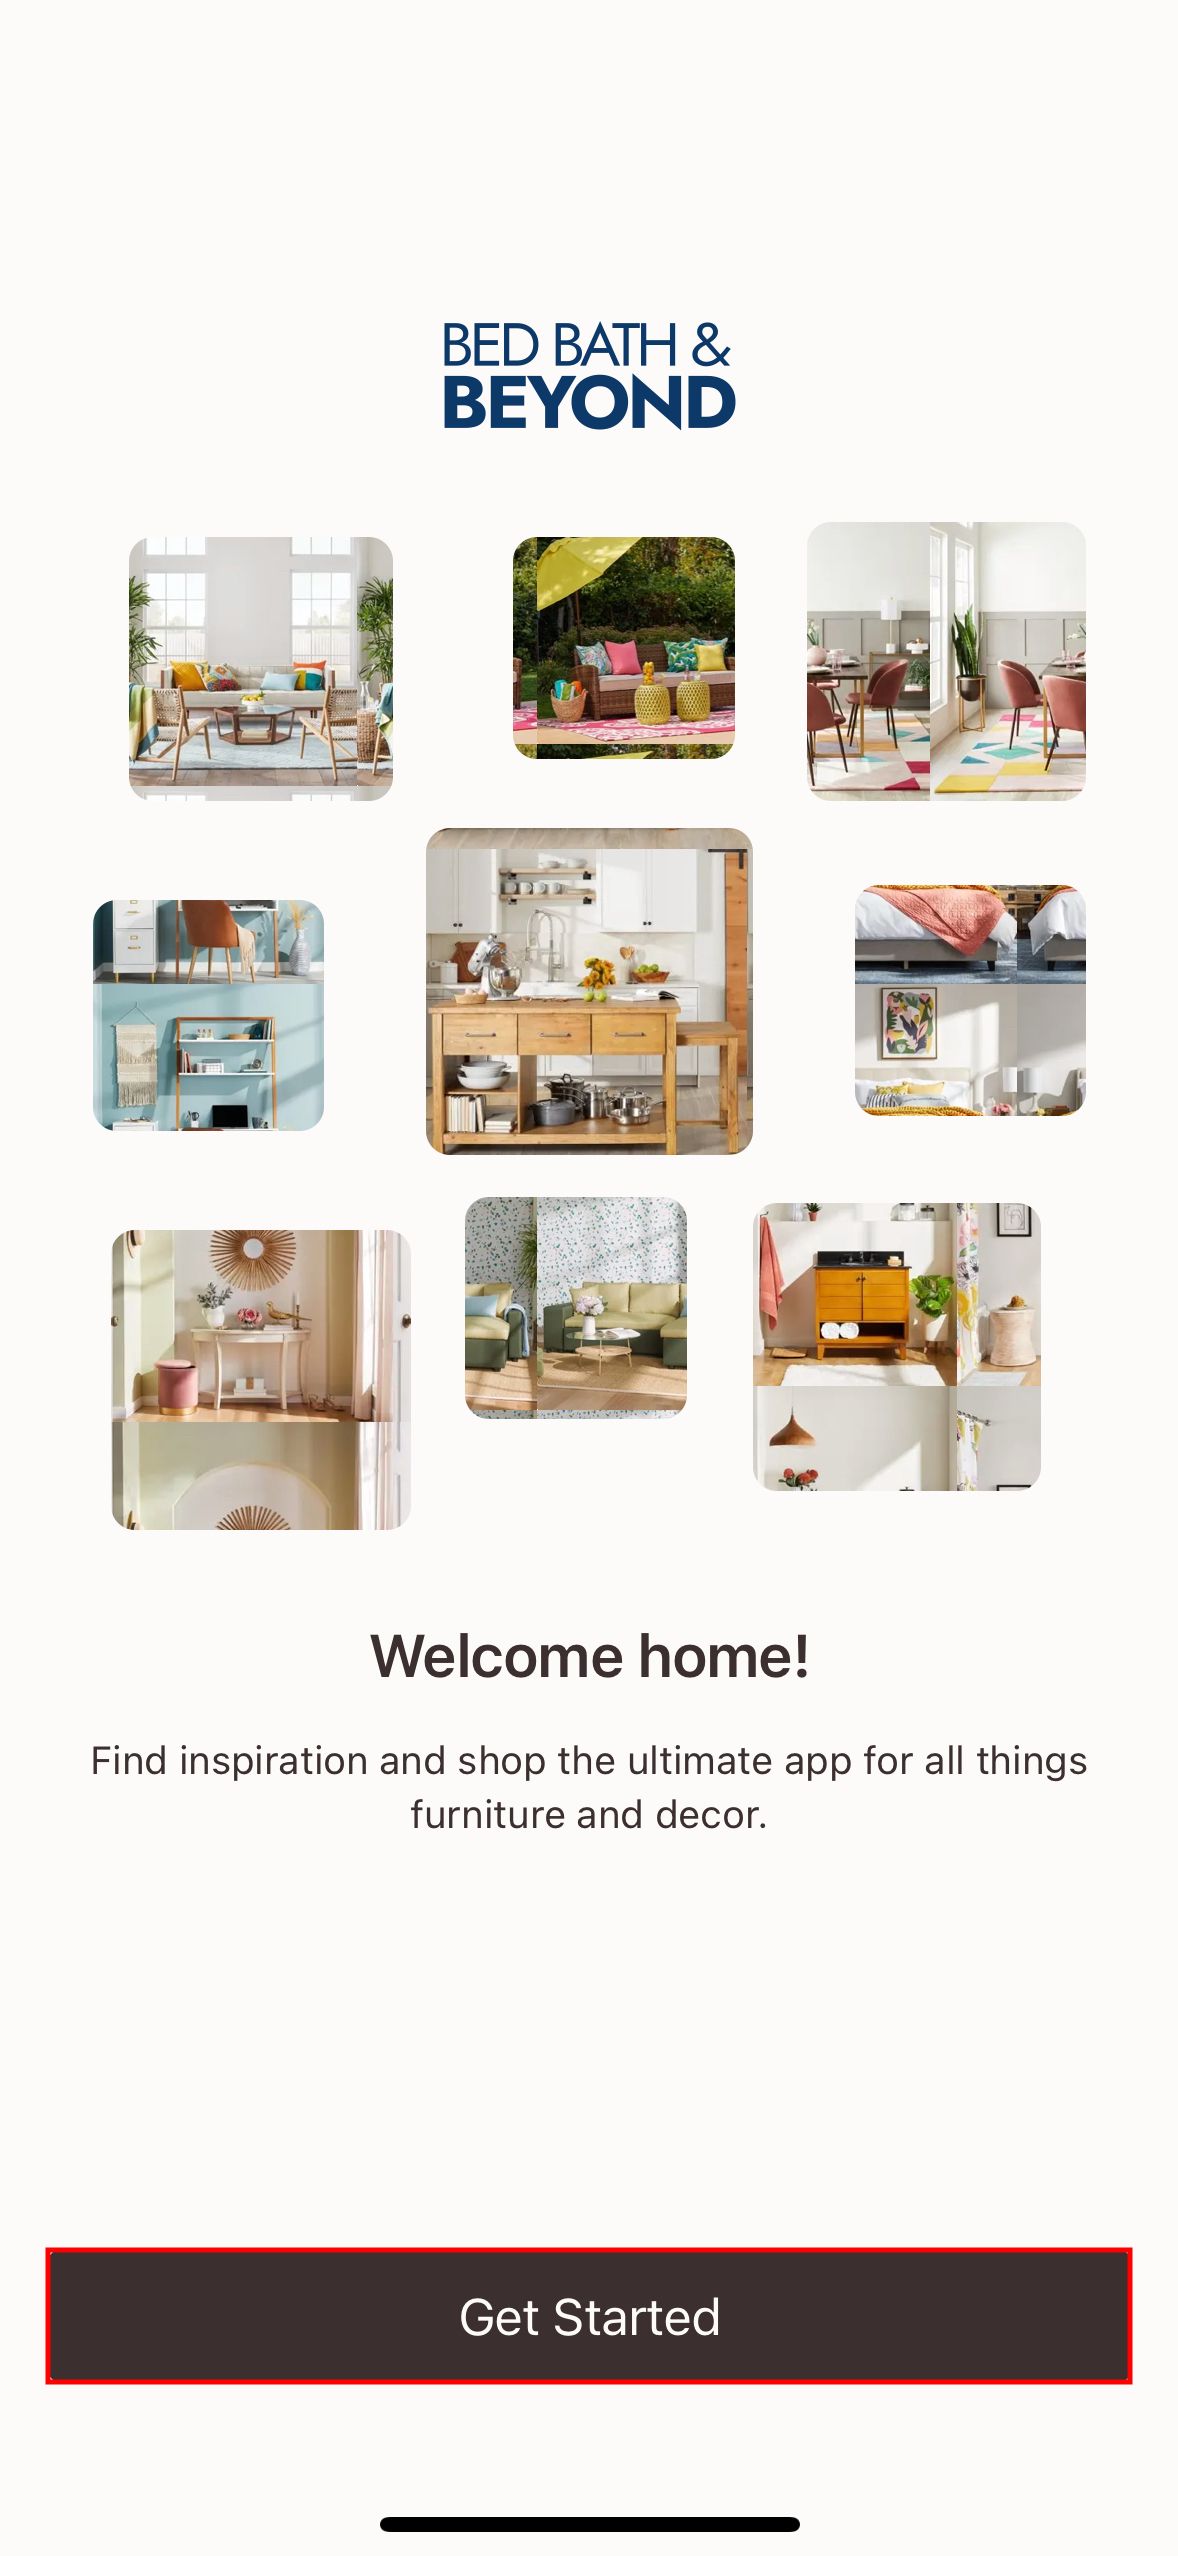 BED BATH &
BEYOND
Welcome home!
Find inspiration and shop the ultimate app for all things
furniture and decor.
Get Started